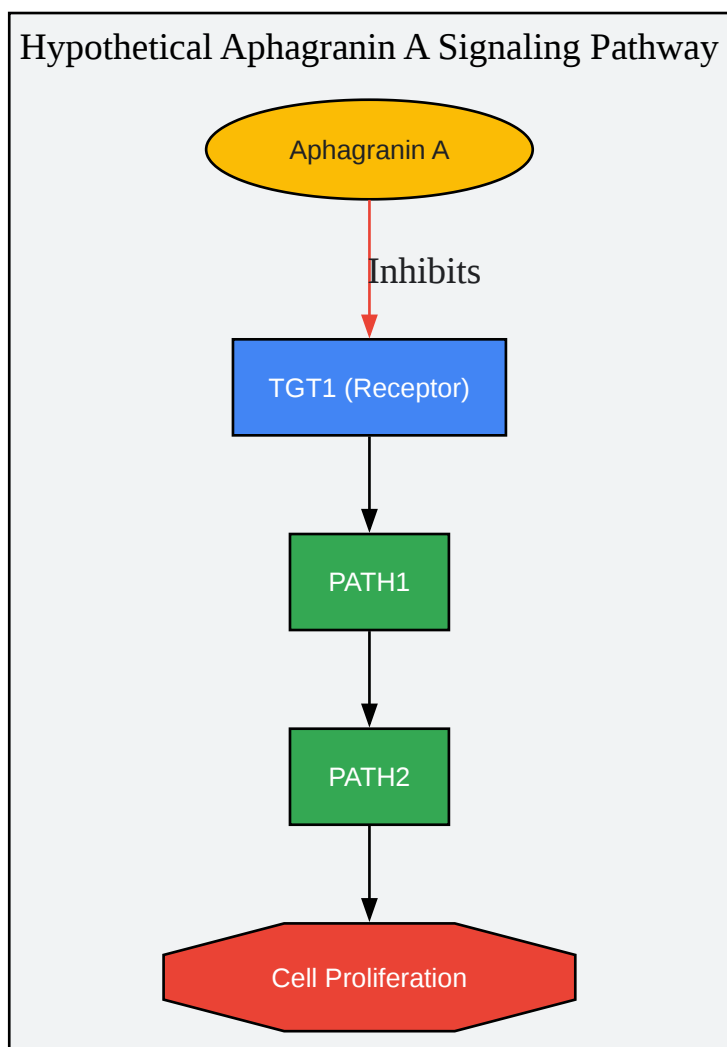 Hypothetical Aphagranin A Signaling Pathway
Aphagranin A
Inhibits
TGT1 (Receptor)
PATH1
PATH2
Cell Proliferation